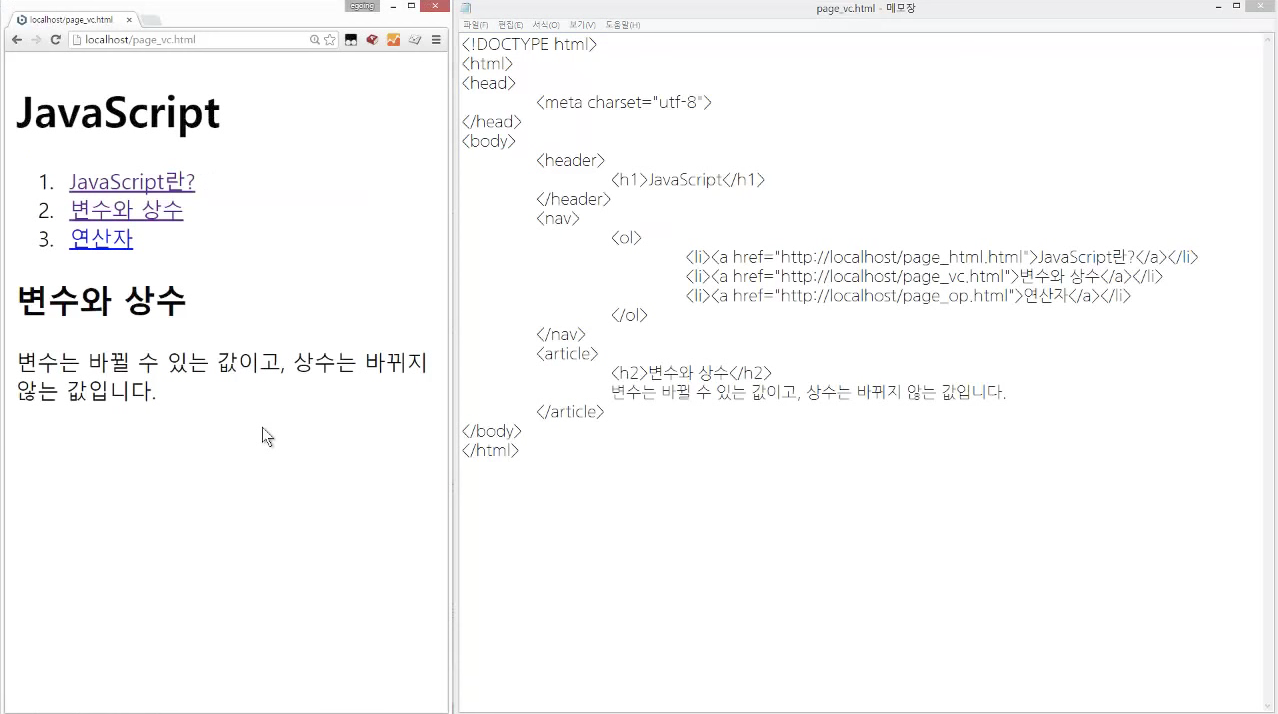 egoing
localhost/page_vc.html
localhost/page_vc.html
JavaScript
1. JavaScript란?
2. 변수와 상수
3. 연산자
변수와 상수
변수는 바뀔 수 있는 값이고, 상수는 바뀌지
않는 값입니다.
page_vc.html - 메모장
파일(F) 편집(E) 서식(O) 보기(V) 도움말(H)
<!DOCTYPE html>
<html>
<head>
<meta charset="utf-8">
</head>
<body>
<header>
<h1>JavaScript</h1>
</header>
<nav>
<ol>
<li><a href="http://localhost/page_html.html">JavaScript란?</a></li>
<li><a href="http://localhost/page_vc.html">변수와 상수</a></li>
<li><a href="http://localhost/page_op.html">연산자</a></li>
</ol>
</nav>
<article>
<h2>변수와 상수</h2>
변수는 바뀔 수 있는 값이고, 상수는 바뀌지 않는 값입니다.
</article>
</body>
</html>